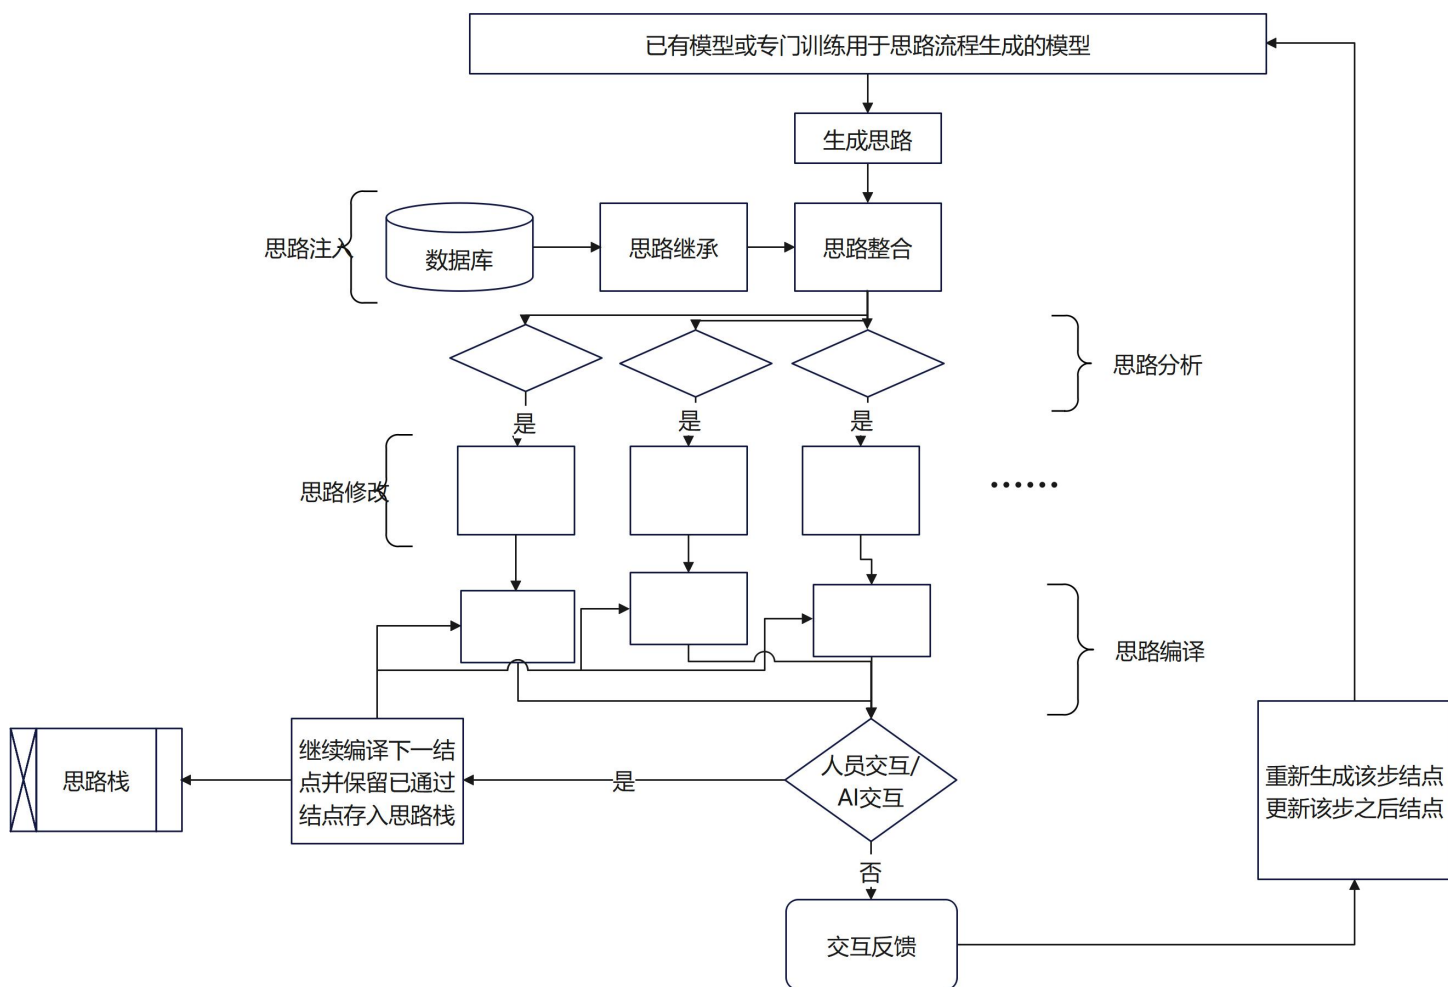 已有模型或专门训练用于思路流程生成的模型
生成思路
思路注入
数据库
思路继承
思路整合
思路分析
是
是
是
思路修改
······
思路编译
思路栈
继续编译下一结
点并保留已通过
结点存入思路栈
是
人员交互/
AI交互
重新生成该步结点
更新该步之后结点
否
交互反馈